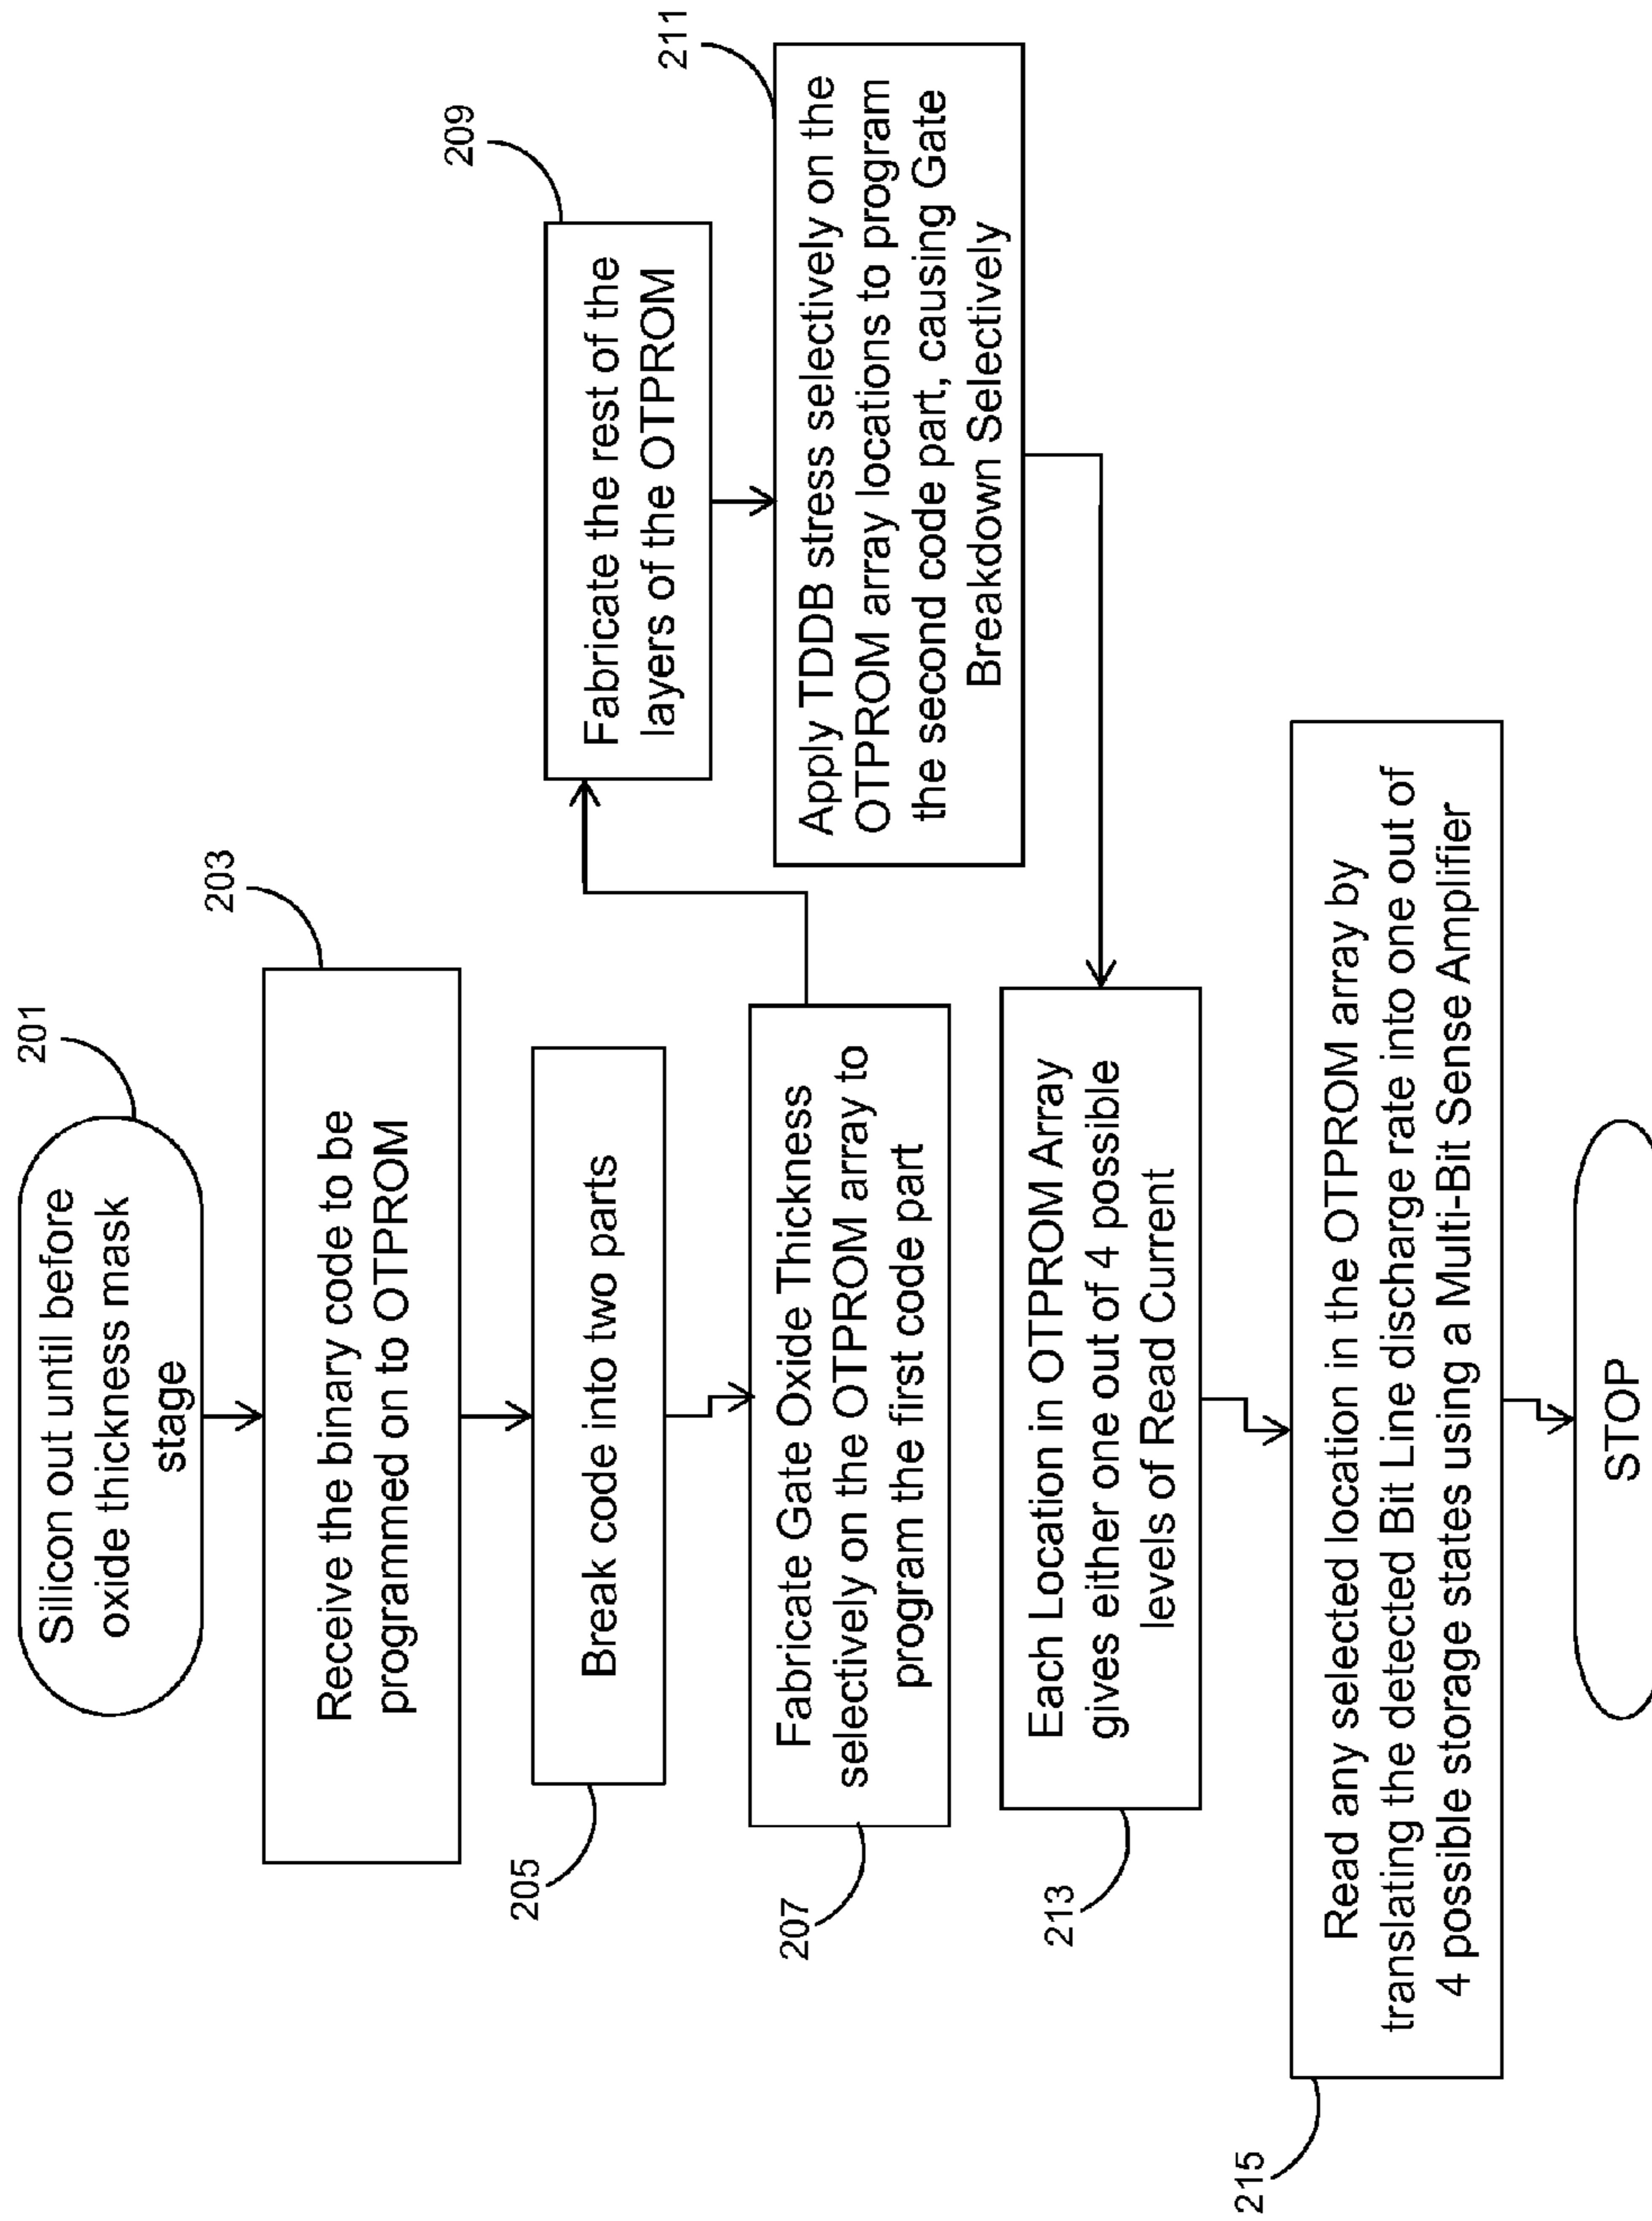 201
Silicon out until before
oxide thickness mask
stage
203
Receive the binary code to be
programmed on to OTPROM
205
Break code into two parts
207
Fabricate Gate Oxide Thickness
selectively on the OTPROM array to
program the first code part
209
Fabricate the rest of the
layers of the OTPROM
211
Apply TDDB stress selectively on the
OTPROM array locations to program
the second code part, causing Gate
Breakdown Selectively
213
Each Location in OTPROM Array
gives either one out of 4 possible
levels of Read Current
215
Read any selected location in the OTPROM array by
translating the detected Bit Line discharge rate into one out of
4 possible storage states using a Multi-Bit Sense Amplifier
STOP